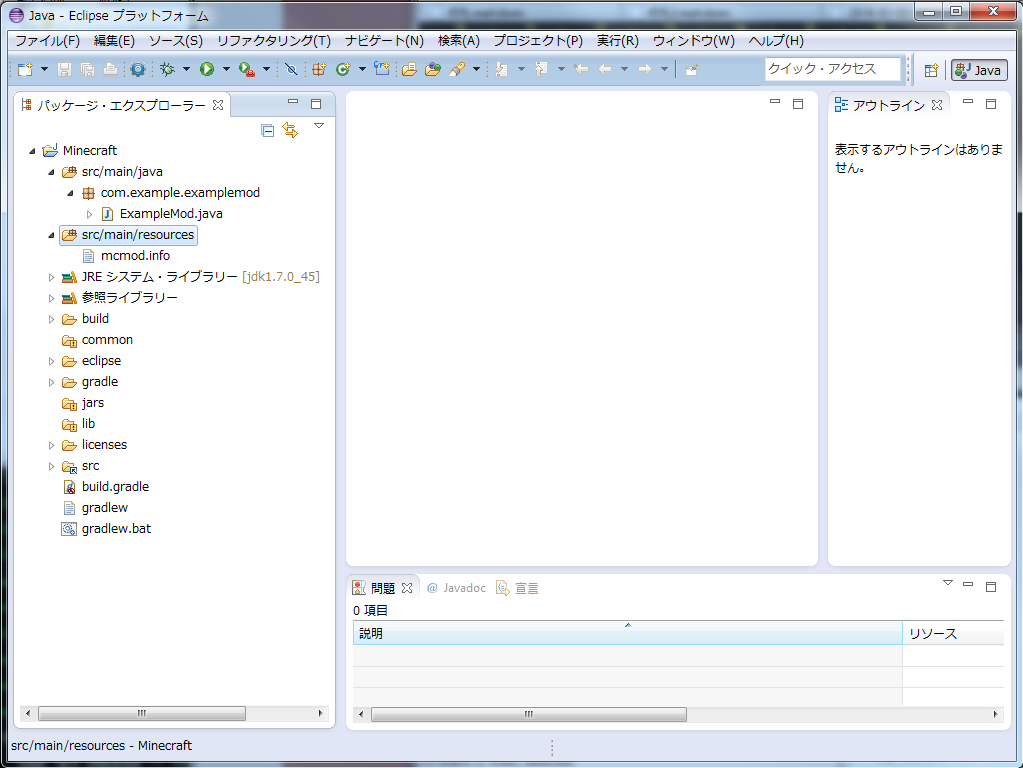 Java - Eclipse プラットフォーム
ファイル(F) 編集(E) ソース(S) リファクタリング(T) ナビゲート(N) 検索(A) プロジェクト(P) 実行(R) ウィンドウ(W) ヘルプ(H)
クイック・アクセス
Java
パッケージ・エクスプローラー
Minecraft
src/main/java
com.example.examplemod
ExampleMod.java
src/main/resources
mcmod.info
JRE システム・ライブラリー [jdk1.7.0_45]
参照ライブラリー
build
common
eclipse
gradle
jars
lib
licenses
src
build.gradle
gradlew
gradlew.bat
アウトライン
表示するアウトラインはありま
せん。
問題 @ Javadoc 宣言
0 項目
説明 リソース
src/main/resources - Minecraft